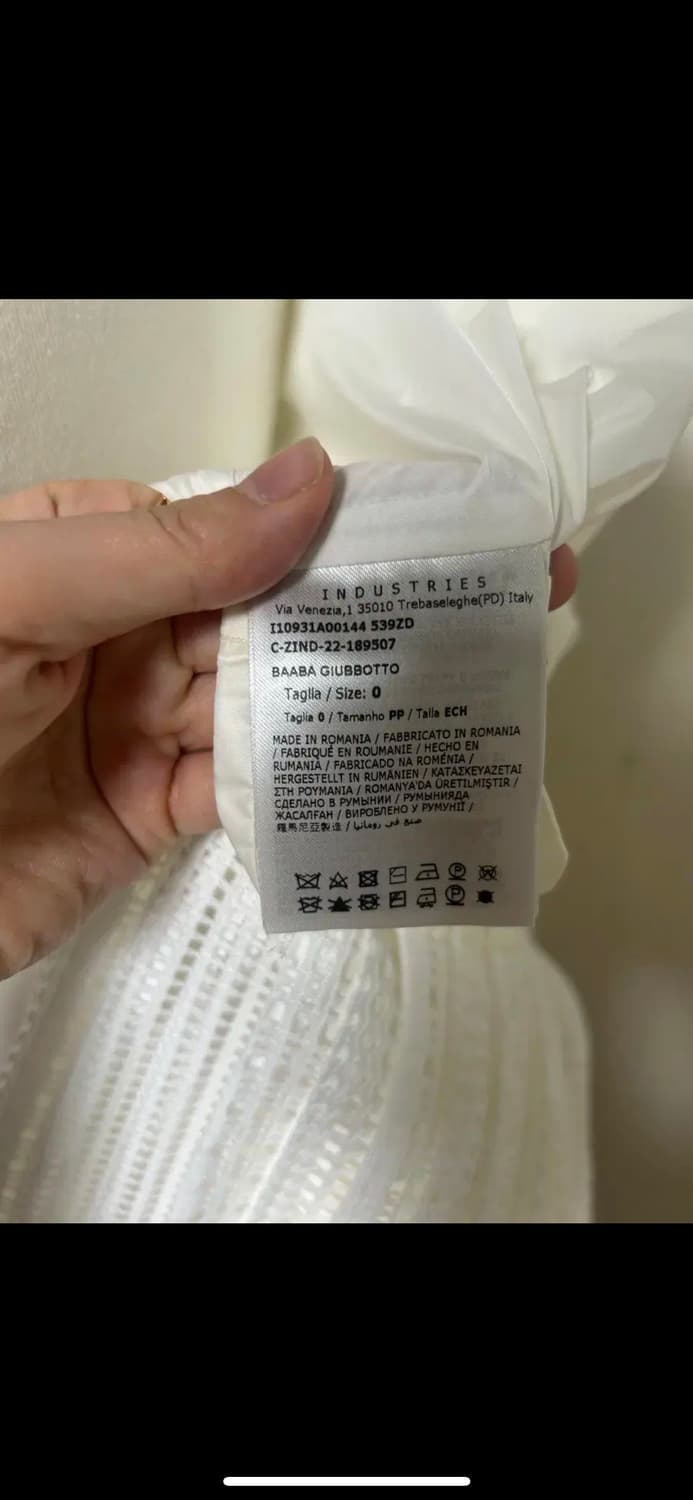 INDUSTRIES
Via Venezia,1 35010 Trebaseleghe(PD) Italy
I10931A00144 539ZD
C-ZIND-22-189507
BAABA GIUBBOTTO
Taglia / Size: 0
Taglia 0 / Tamanho PP / Talla ECH
MADE IN ROMANIA / FABBRICATO IN ROMANIA
/ FABRIQUÉ EN ROUMANIE / HECHO EN
RUMANIA / FABRICADO NA ROMÉNIA /
HERGESTELLT IN RUMÄNIEN / ΚΑΤΑΣΚΕΥΑΖΕΤΑΙ
ΣΤΗ ΡΟΥΜΑΝΙΑ / ROMANYA'DA ÜRETILMIŞTIR /
СДЕЛАНО В РУМЫНИИ / РУМЫНИЯДА
ЖАСАЛҒАН / ВИРОБЛЕНО У РУМУНІЇ /
羅馬尼亞製造 / صنع في رومانيا